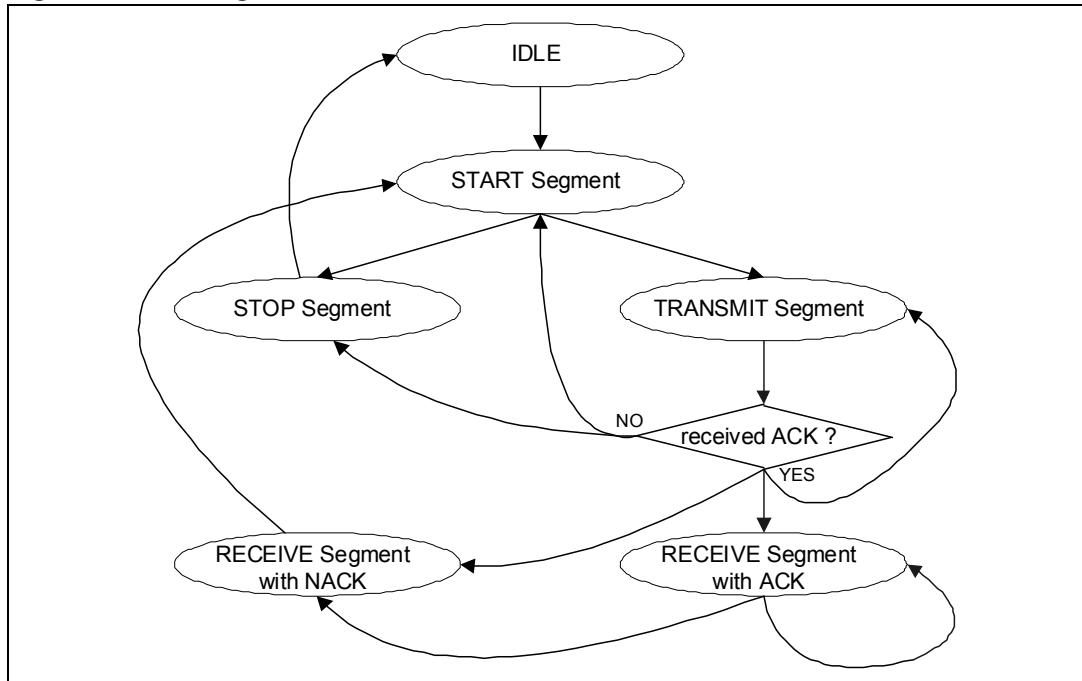 IDLE
START Segment
STOP Segment
TRANSMIT Segment
NO
received ACK ?
YES
RECEIVE Segment
with NACK
RECEIVE Segment
with ACK